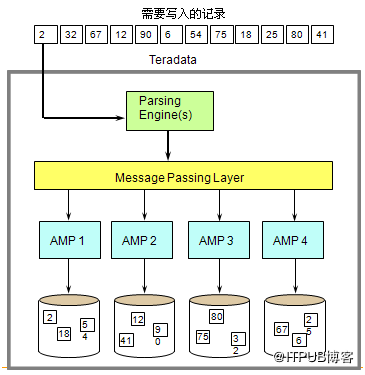 需要写入的记录
2 32 67 12 90 6 54 75 18 25 80 41
Teradata
Parsing
Engine(s)
Message Passing Layer
AMP 1 AMP 2 AMP 3 AMP 4
2 18 5
4
12 41 9
0
80 75 3
2
67 6 2
5
@ITPUB博客